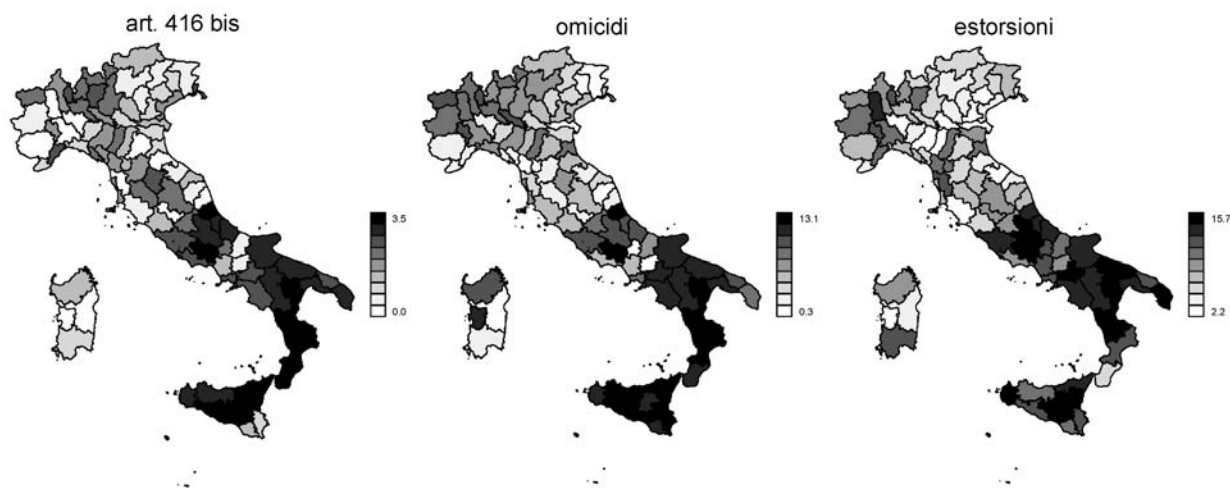 art. 416 bis
omicidi
estorsioni
3.5
0.0
13.1
0.3
15.7
2.2